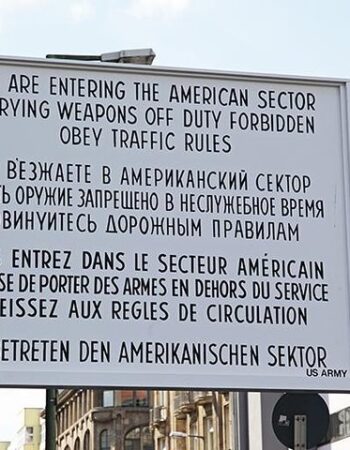 ARE ENTERING THE AMERICAN SECTOR
RYING WEAPONS OFF DUTY FORBIDDEN
OBEY TRAFFIC RULES
В'ЕЗЖАЕТЕ В АМЕРИКАНСКИЙ СЕКТОР
ТЬ ОРУЖИЕ ЗАПРЕЩЕНО В НЕСЛУЖЕБНОЕ ВРЕМЯ
ВИНУИТЕСЬ ДОРОЖНЫМ ПРАВИЛАМ
ENTREZ DANS LE SECTEUR AMÉRICAIN
SE DE PORTER DES ARMES EN DEHORS DU SERVICE
EISSEZ AUX REGLES DE CIRCULATION
ETRETEN DEN AMERIKANISCHEN SEKTOR
US ARMY